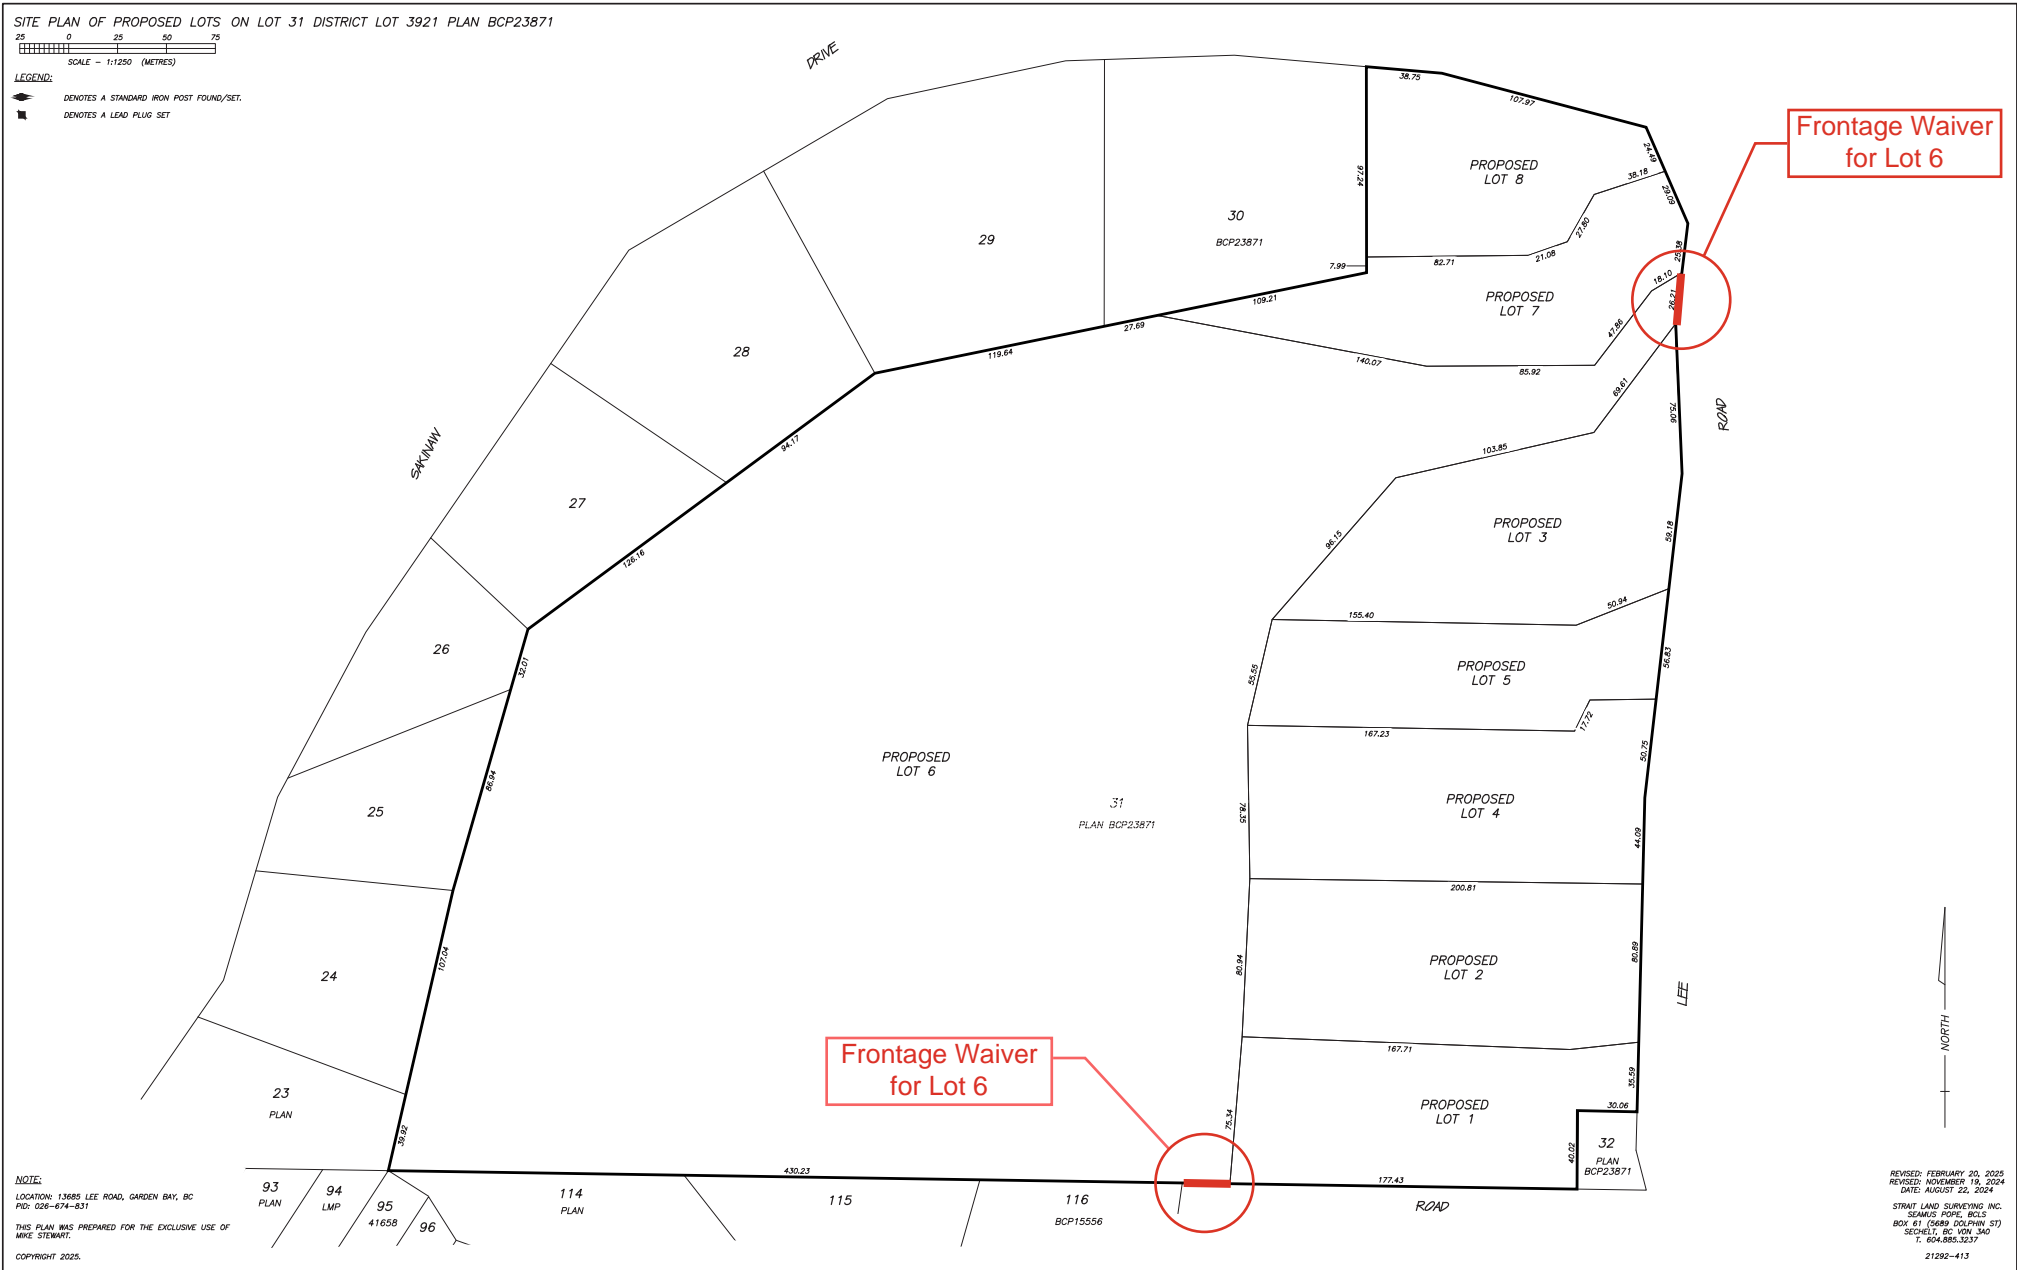 SITE PLAN OF PROPOSED LOTS ON LOT 31 DISTRICT LOT 3921 PLAN BCP23871
25 0 25 50 75
SCALE - 1:1250 (METRES)
LEGEND:
DENOTES A STANDARD IRON POST FOUND/SET.
DENOTES A LEAD PLUG SET
DRIVE
SAKINAW
38.75
107.97
24.49
38.18
29.09
97.24
27.80
21.08
82.71
7.99
25.38
18.10
26.21
47.86
109.21
27.69
119.64
140.07
85.92
69.61
75.06
103.85
94.17
126.16
96.15
59.18
155.40
50.94
32.01
55.55
56.83
17.72
167.23
50.75
86.94
78.35
44.09
200.81
107.04
80.94
80.89
167.71
35.59
30.06
75.34
40.02
39.92
430.23
177.43
Frontage Waiver
for Lot 6
PROPOSED
LOT 8
30
BCP23871
29
PROPOSED
LOT 7
28
ROAD
27
PROPOSED
LOT 3
26
PROPOSED
LOT 5
PROPOSED
LOT 6
31
PLAN BCP23871
PROPOSED
LOT 4
25
24
PROPOSED
LOT 2
LEE
NORTH
Frontage Waiver
for Lot 6
23
PLAN
PROPOSED
LOT 1
32
PLAN
BCP23871
93
PLAN
94
LMP
95
41658
96
114
PLAN
115
116
BCP15556
ROAD
NOTE:
LOCATION: 13685 LEE ROAD, GARDEN BAY, BC
PID: 026-674-831
THIS PLAN WAS PREPARED FOR THE EXCLUSIVE USE OF
MIKE STEWART.
COPYRIGHT 2025.
REVISED: FEBRUARY 20, 2025
REVISED: NOVEMBER 19, 2024
DATE: AUGUST 22, 2024
STRAIT LAND SURVEYING INC.
SEAMUS POPE, BCLS
BOX 61 (5689 DOLPHIN ST)
SECHELT, BC V0N 3A0
T. 604.885.3237
21292-413